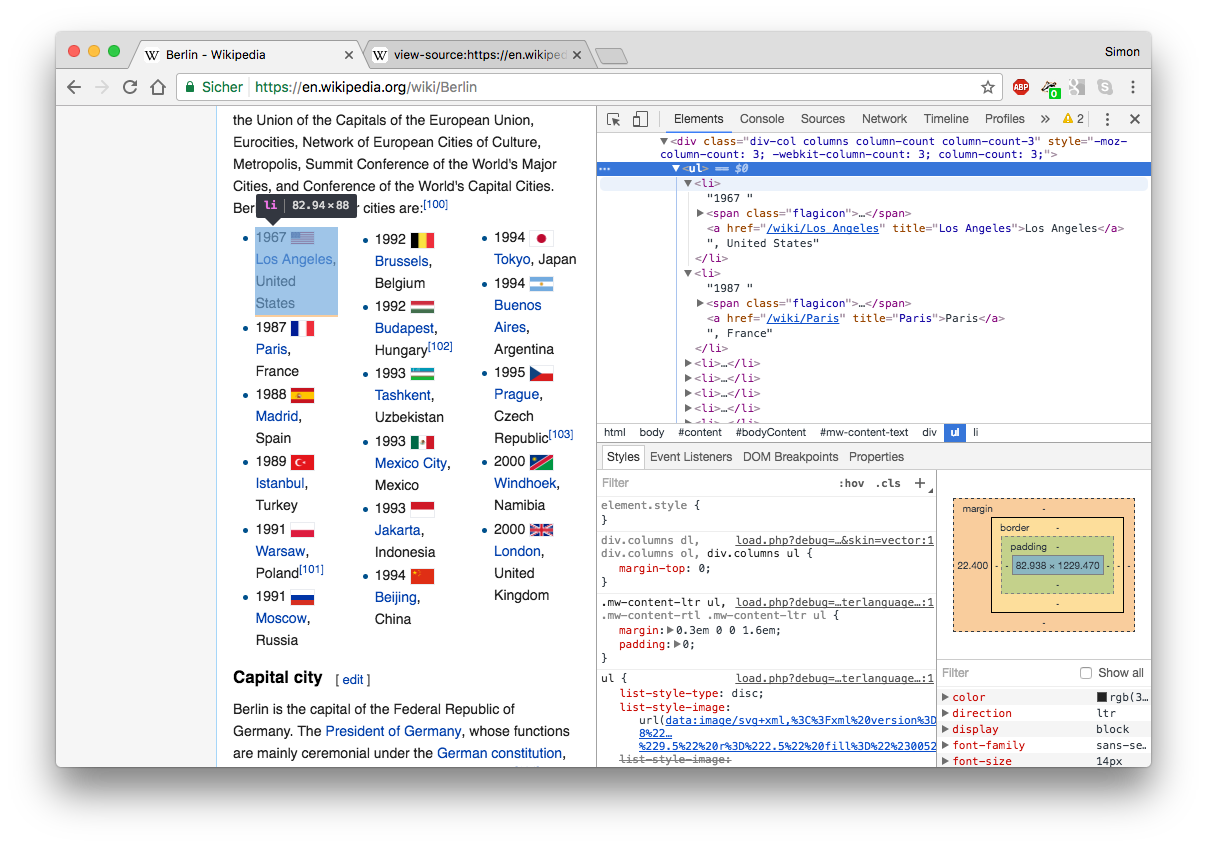 Berlin - Wikipedia
view-source:https://en.wikiped
Simon
Sicher https://en.wikipedia.org/wiki/Berlin
ABP
0
the Union of the Capitals of the European Union,
Eurocities, Network of European Cities of Culture,
Metropolis, Summit Conference of the World's Major
Cities, and Conference of the World's Capital Cities.
Ber cities are:[100]
li 82.94×88
1967
Los Angeles,
United
States
1987
Paris,
France
1988
Madrid,
Spain
1989
Istanbul,
Turkey
1991
Warsaw,
Poland[101]
1991
Moscow,
Russia
1992
Brussels,
Belgium
1992
Budapest,
Hungary[102]
1993
Tashkent,
Uzbekistan
1993
Mexico City,
Mexico
1993
Jakarta,
Indonesia
1994
Beijing,
China
1994
Tokyo, Japan
1994
Buenos
Aires,
Argentina
1995
Prague,
Czech
Republic[103]
2000
Windhoek,
Namibia
2000
London,
United
Kingdom
Capital city [ edit ]
Berlin is the capital of the Federal Republic of
Germany. The President of Germany, whose functions
are mainly ceremonial under the German constitution,
Elements Console Sources Network Timeline Profiles » 2
<div class="div-col columns column-count column-count-3" style="-moz-
column-count: 3; -webkit-column-count: 3; column-count: 3;">
… <ul> == $0
<li>
"1967 "
<span class="flagicon">…</span>
<a href="/wiki/Los_Angeles" title="Los Angeles">Los Angeles</a>
", United States"
</li>
<li>
"1987 "
<span class="flagicon">…</span>
<a href="/wiki/Paris" title="Paris">Paris</a>
", France"
</li>
<li>…</li>
<li>…</li>
<li>…</li>
<li>…</li>
html body #content #bodyContent #mw-content-text div ul li
Styles Event Listeners DOM Breakpoints Properties
Filter :hov .cls +
element.style {
}
div.columns dl, load.php?debug=…&skin=vector:1
div.columns ol, div.columns ul {
margin-top: 0;
}
.mw-content-ltr ul, load.php?debug=…terlanguage…:1
.mw-content-rtl .mw-content-ltr ul {
margin: 0.3em 0 0 1.6em;
padding: 0;
}
ul { load.php?debug=…terlanguage…:1
list-style-type: disc;
list-style-image:
url(data:image/svg+xml,%3C%3Fxml%20version%3D
8%22…
%229.5%22%20r%3D%222.5%22%20fill%3D%22%230052
list-style-image:
margin -
border -
padding -
22.400 - - 82.938 × 1229.470 - - -
-
-
-
Filter Show all
color rgb(3…
direction ltr
display block
font-family sans-se…
font-size 14px